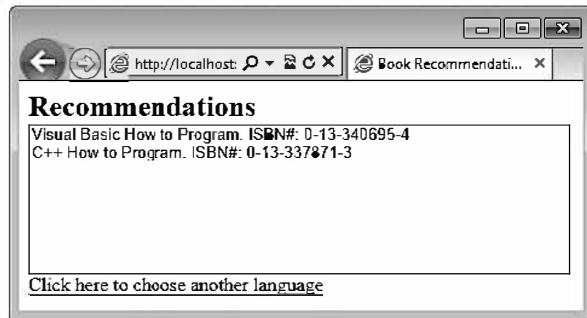 http://localhost:
Book Recommendati...
Recommendations
Visual Basic How to Program. ISBN#: 0-13-340695-4
C++ How to Program. ISBN#: 0-13-337871-3
Click here to choose another language